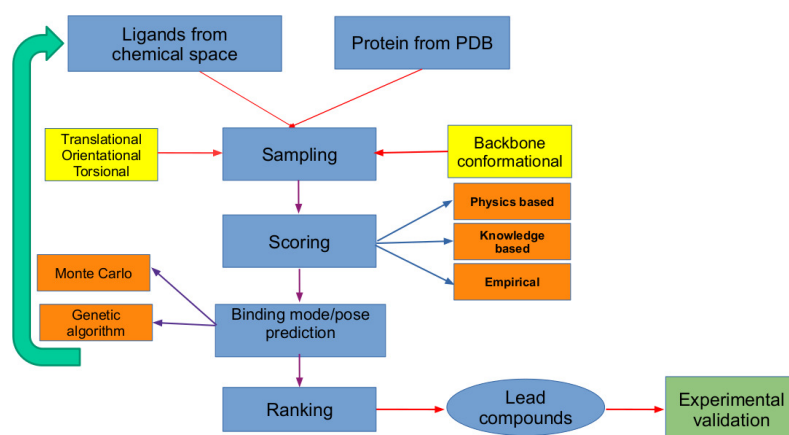 Ligands from
chemical space
Protein from PDB
Translational
Orientational
Torsional
Sampling
Backbone
conformational
Physics based
Scoring
Knowledge
based
Empirical
Monte Carlo
Genetic
algorithm
Binding mode/pose
prediction
Ranking
Lead
compounds
Experimental
validation